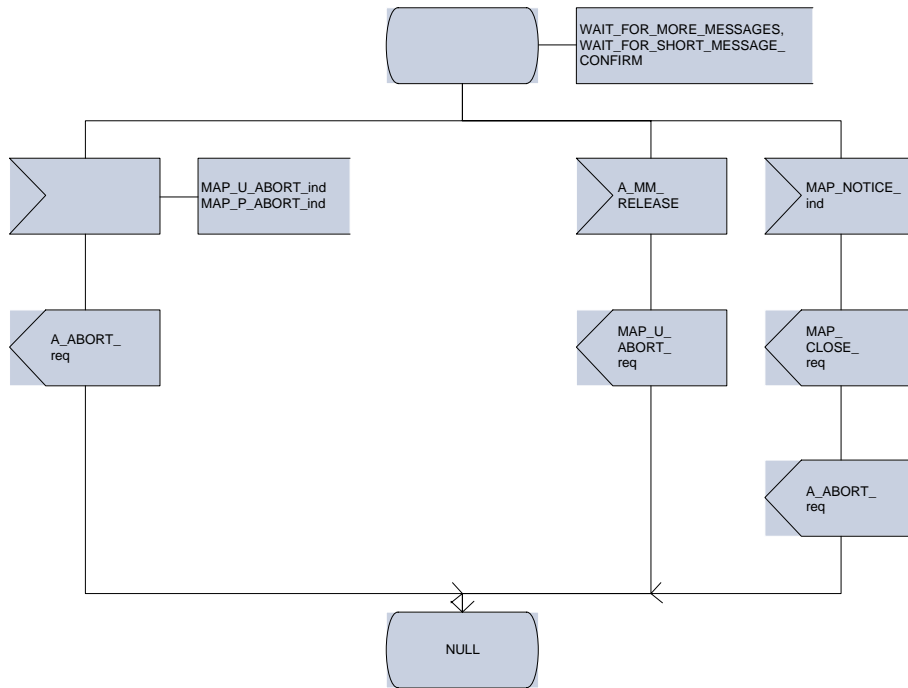 WAIT_FOR_MORE_MESSAGES,
WAIT_FOR_SHORT_MESSAGE_
CONFIRM
MAP_U_ABORT_ind
MAP_P_ABORT_ind
A_MM_
RELEASE
MAP_NOTICE_
ind
A_ABORT_
req
MAP_U_
ABORT_
req
MAP_
CLOSE_
req
A_ABORT_
req
NULL